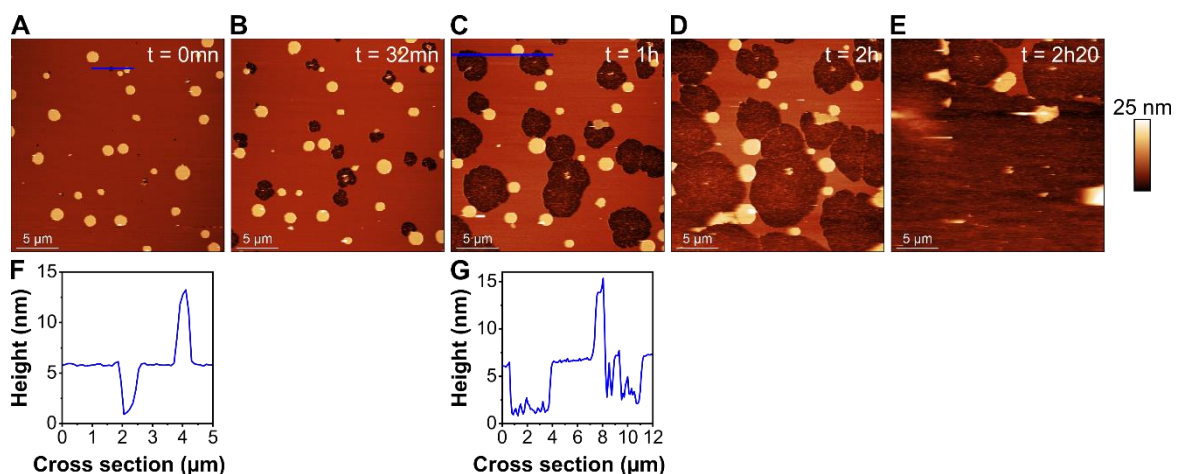 A B C D E
t = 0mn t = 32mn t = 1h t = 2h t = 2h20
25 nm
5 µm 5 µm 5 µm 5 µm 5 µm
F G
15 15
10 10
5 5
0 0
Height (nm) Height (nm)
0 1 2 3 4 5 0 2 4 6 8 10 12
Cross section (µm) Cross section (µm)